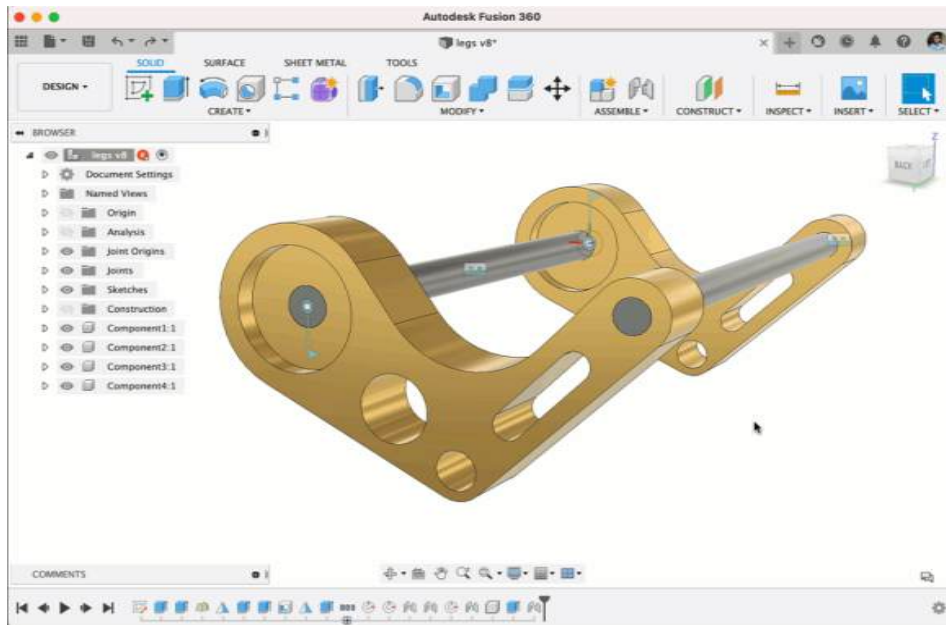 Autodesk Fusion 360
legs v8*
SOLID SURFACE SHEET METAL TOOLS
DESIGN
CREATE MODIFY ASSEMBLE CONSTRUCT INSPECT INSERT SELECT
BROWSER
legs v8
Document Settings
Named Views
Origin
Analysis
Joint Origins
Joints
Sketches
Construction
Component1:1
Component2:1
Component3:1
Component4:1
Z
BACK
COMMENTS